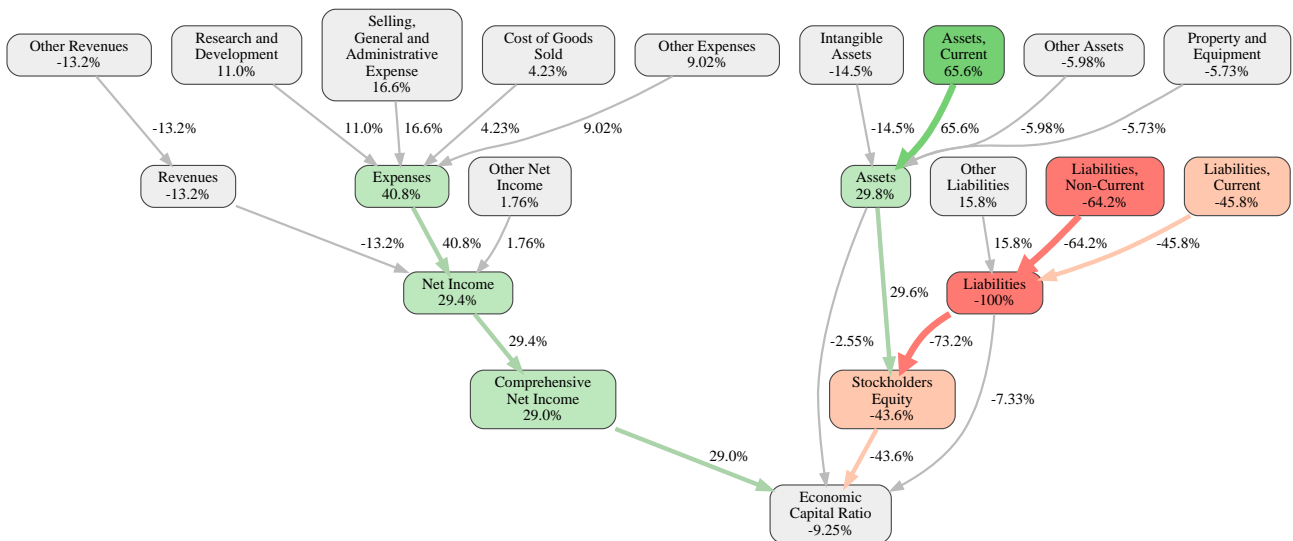 Other Revenues
-13.2%
Research and
Development
11.0%
Selling,
General and
Administrative
Expense
16.6%
Cost of Goods
Sold
4.23%
Other Expenses
9.02%
Intangible
Assets
-14.5%
Assets,
Current
65.6%
Other Assets
-5.98%
Property and
Equipment
-5.73%
-13.2%
11.0%
16.6%
4.23%
9.02%
-14.5%
65.6%
-5.98%
-5.73%
Revenues
-13.2%
Expenses
40.8%
Other Net
Income
1.76%
Assets
29.8%
Other
Liabilities
15.8%
Liabilities,
Non-Current
-64.2%
Liabilities,
Current
-45.8%
-13.2%
40.8%
1.76%
15.8%
-64.2%
-45.8%
Net Income
29.4%
29.6%
Liabilities
-100%
29.4%
-2.55%
-73.2%
Comprehensive
Net Income
29.0%
Stockholders
Equity
-43.6%
-7.33%
29.0%
-43.6%
Economic
Capital Ratio
-9.25%